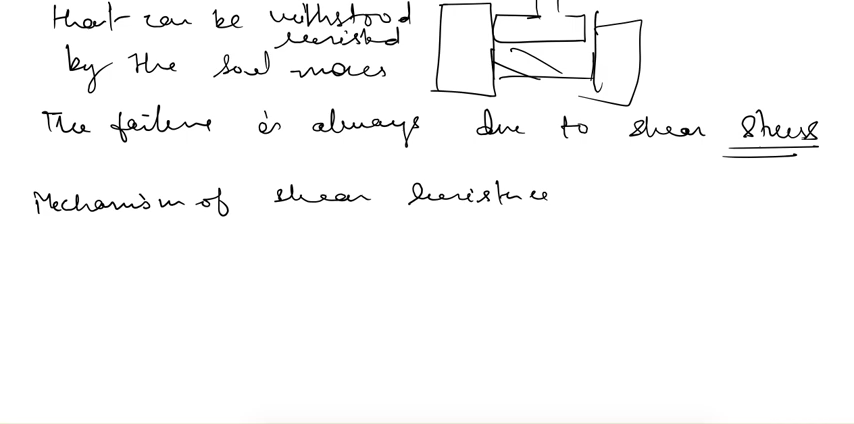 that can be withstood
resisted
by the soil mass
The failure is always due to shear stress
Mechanism of shear resistance